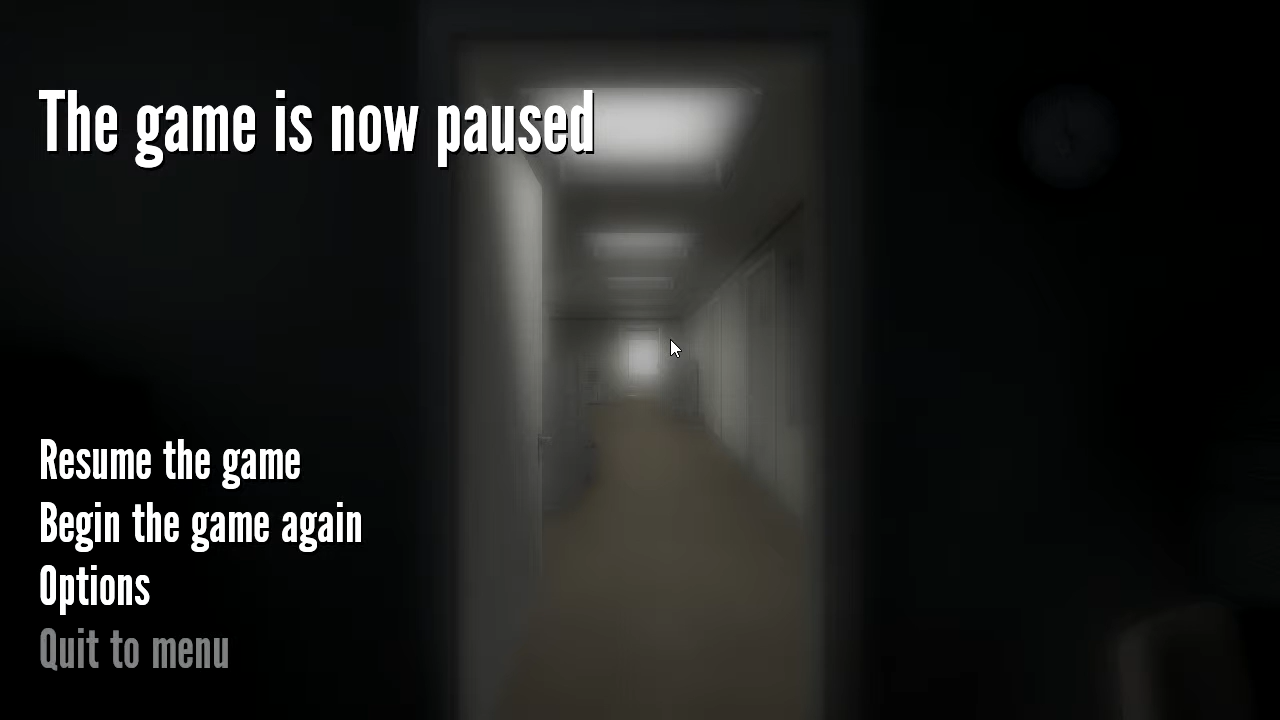 The game is now paused
Resume the game
Begin the game again
Options
Quit to menu